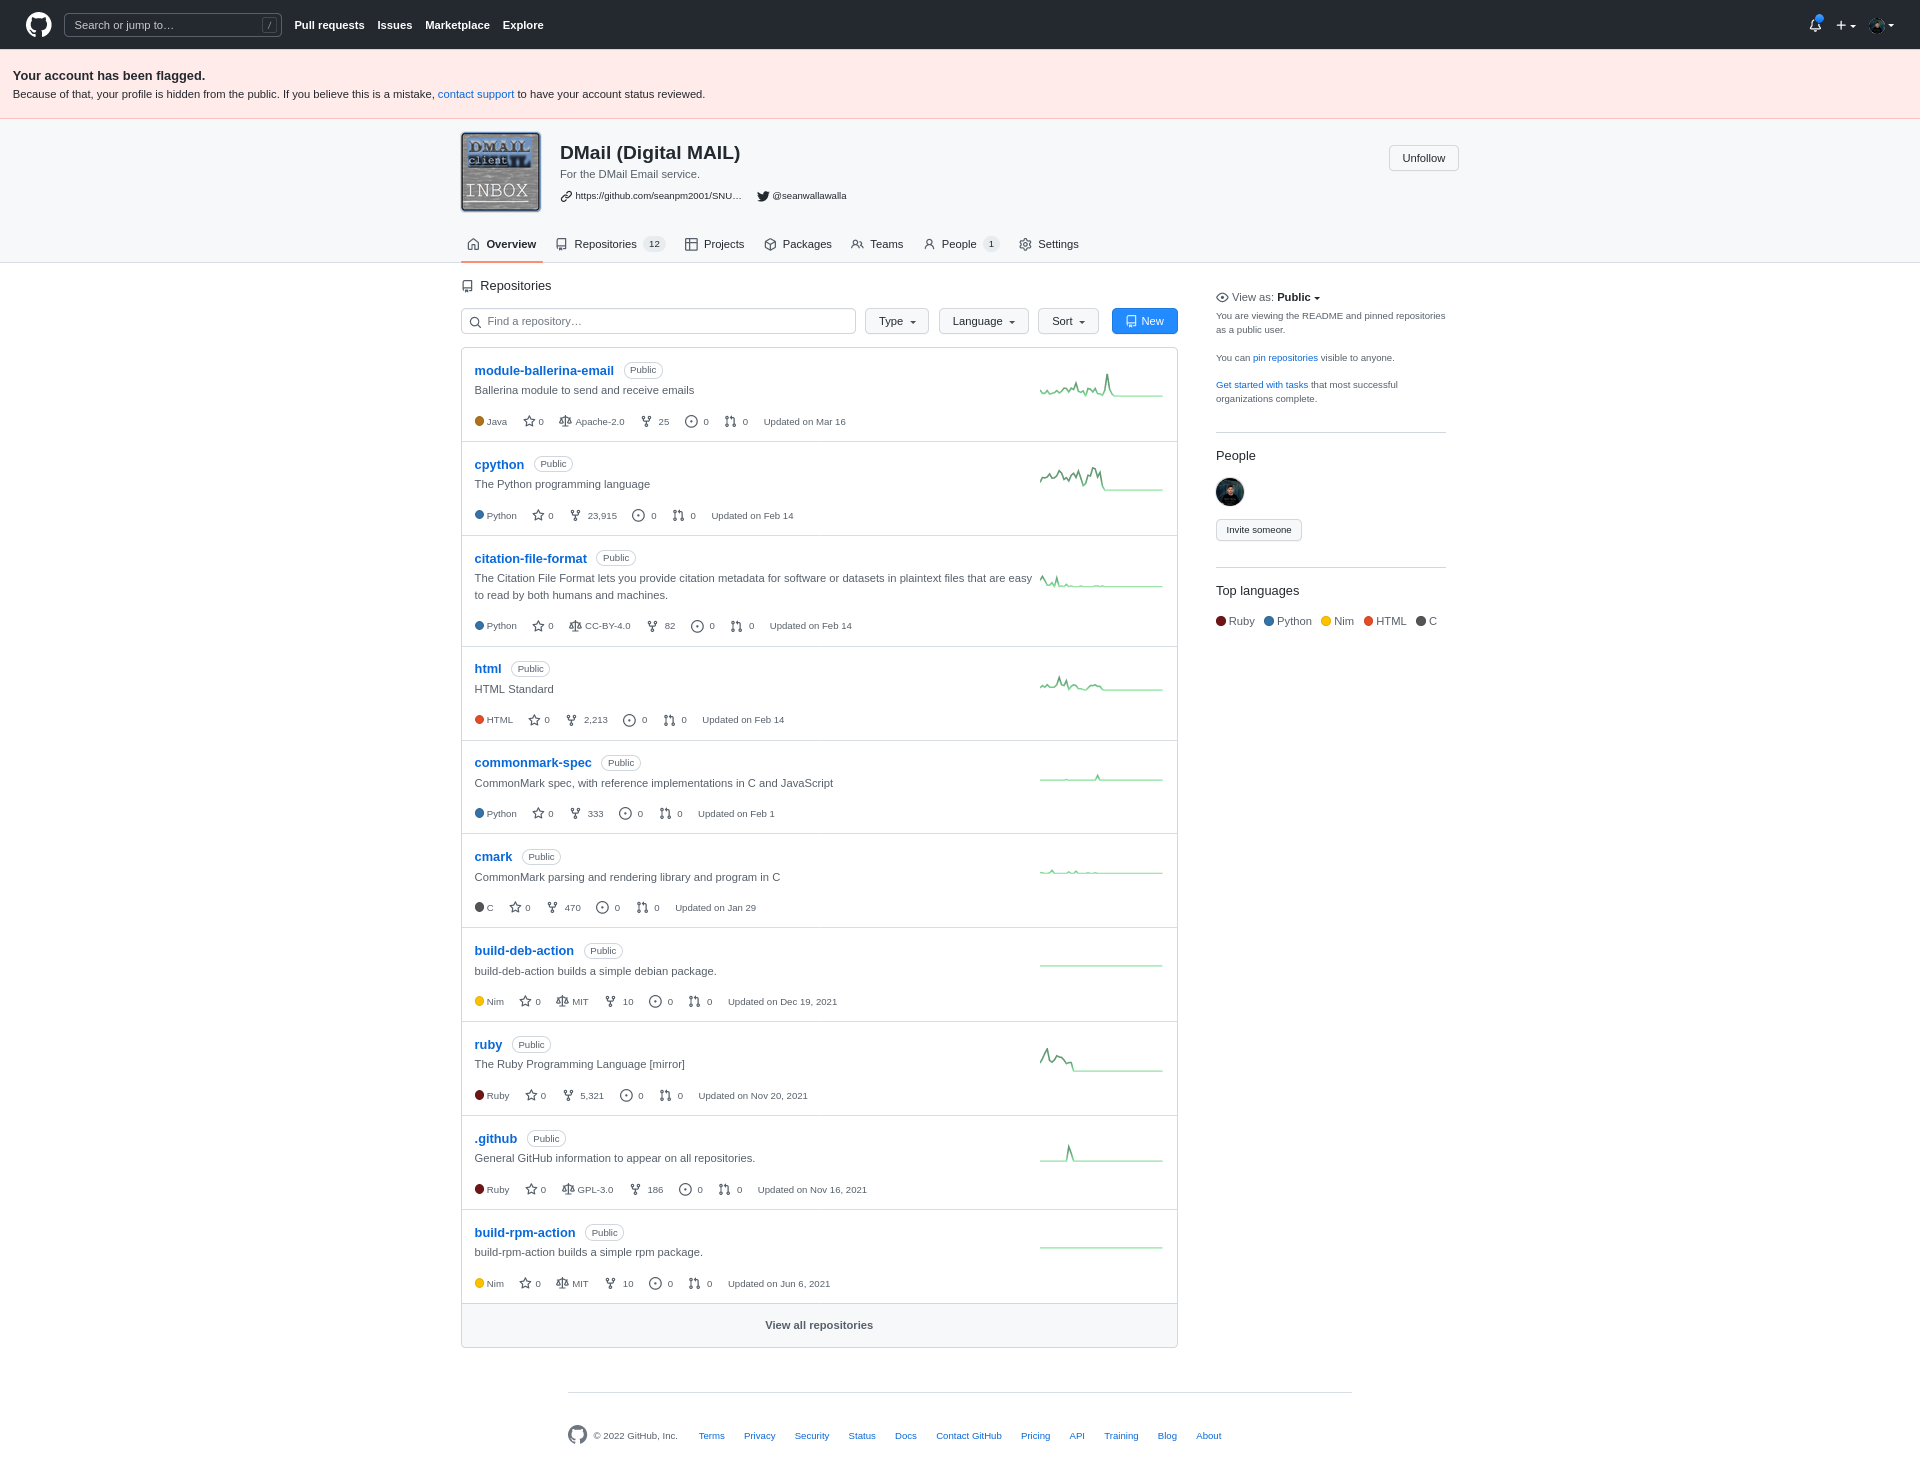 Search or jump to…
/
Pull requests
Issues
Marketplace
Explore
Your account has been flagged.
Because of that, your profile is hidden from the public. If you believe this is a mistake, contact support to have your account status reviewed.
DMAIL
client
INBOX
DMail (Digital MAIL)
For the DMail Email service.
https://github.com/seanpm2001/SNU… @seanwallawalla
Unfollow
Overview
Repositories 12
Projects
Packages
Teams
People 1
Settings
Repositories
Find a repository…
Type
Language
Sort
New
module-ballerina-email Public
Ballerina module to send and receive emails
Java 0 Apache-2.0 25 0 0 Updated on Mar 16
cpython Public
The Python programming language
Python 0 23,915 0 0 Updated on Feb 14
citation-file-format Public
The Citation File Format lets you provide citation metadata for software or datasets in plaintext files that are easy
to read by both humans and machines.
Python 0 CC-BY-4.0 82 0 0 Updated on Feb 14
html Public
HTML Standard
HTML 0 2,213 0 0 Updated on Feb 14
commonmark-spec Public
CommonMark spec, with reference implementations in C and JavaScript
Python 0 333 0 0 Updated on Feb 1
cmark Public
CommonMark parsing and rendering library and program in C
C 0 470 0 0 Updated on Jan 29
build-deb-action Public
build-deb-action builds a simple debian package.
Nim 0 MIT 10 0 0 Updated on Dec 19, 2021
ruby Public
The Ruby Programming Language [mirror]
Ruby 0 5,321 0 0 Updated on Nov 20, 2021
.github Public
General GitHub information to appear on all repositories.
Ruby 0 GPL-3.0 186 0 0 Updated on Nov 16, 2021
build-rpm-action Public
build-rpm-action builds a simple rpm package.
Nim 0 MIT 10 0 0 Updated on Jun 6, 2021
View all repositories
View as: Public
You are viewing the README and pinned repositories
as a public user.
You can pin repositories visible to anyone.
Get started with tasks that most successful
organizations complete.
People
Invite someone
Top languages
Ruby Python Nim HTML C
© 2022 GitHub, Inc.
Terms
Privacy
Security
Status
Docs
Contact GitHub
Pricing
API
Training
Blog
About